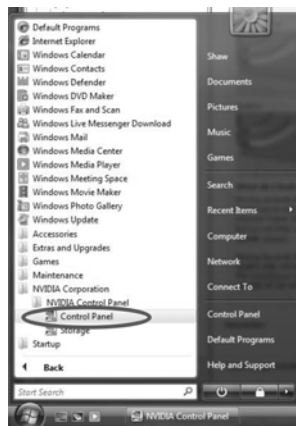 Default Programs
Internet Explorer
Windows Calendar
Windows Contacts
Windows Defender
Windows DVD Maker
Windows Fax and Scan
Windows Live Messenger Download
Windows Mail
Windows Media Center
Windows Media Player
Windows Meeting Space
Windows Movie Maker
Windows Photo Gallery
Windows Update
Accessories
Extras and Upgrades
Games
Maintenance
NVIDIA Corporation
NVIDIA Control Panel
Control Panel
Storage
Startup
Back
Start Search
Shaw
Documents
Pictures
Music
Games
Search
Recent Items
Computer
Network
Connect To
Control Panel
Default Programs
Help and Support
NVIDIA Control Panel